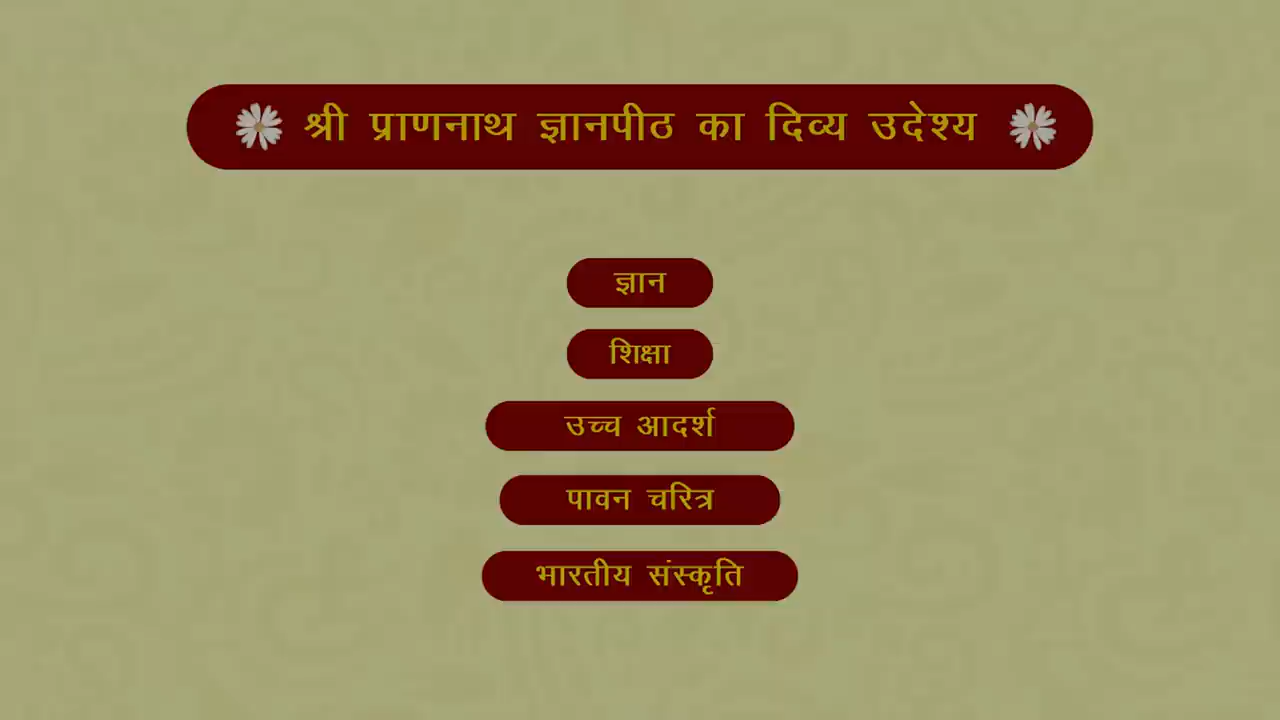 श्री प्राणनाथ ज्ञानपीठ का दिव्य उदेश्य
ज्ञान
शिक्षा
उच्च आदर्श
पावन चरित्र
भारतीय संस्कृति